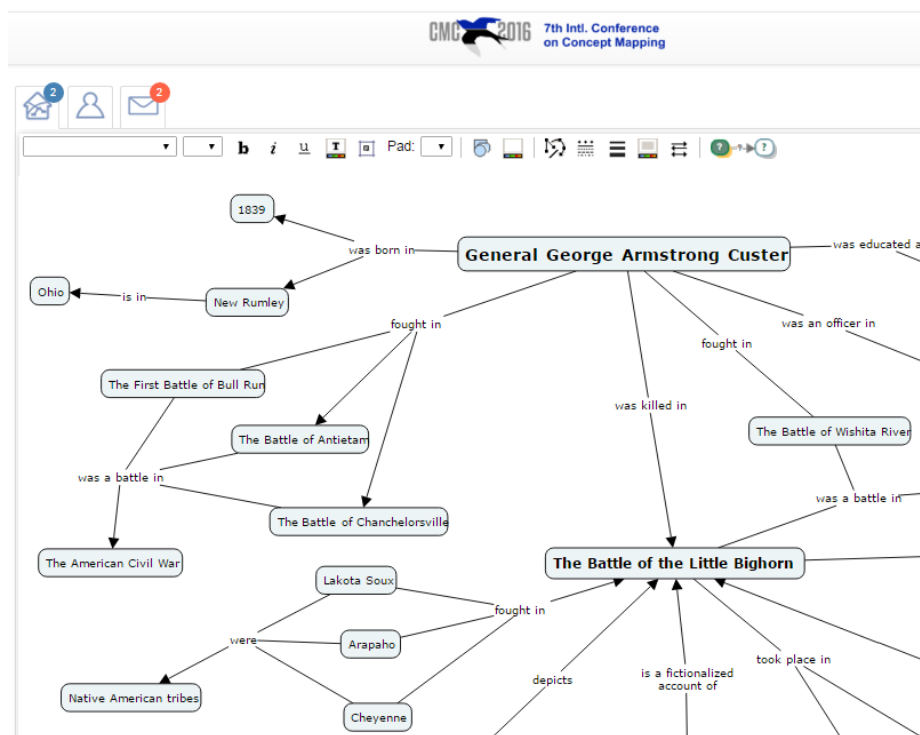 CMC 2016 7th Intl. Conference
on Concept Mapping
2
2
b i u T Pad:
? ? ?
1839
was born in
General George Armstrong Custer
was educated a
Ohio
is in
New Rumley
fought in
was an officer in
fought in
The First Battle of Bull Run
was killed in
The Battle of Antietam
The Battle of Wishita River
was a battle in
was a battle in
The Battle of Chanchelorsville
The American Civil War
The Battle of the Little Bighorn
Lakota Soux
fought in
were
Arapaho
took place in
depicts
is a fictionalized
account of
Native American tribes
Cheyenne